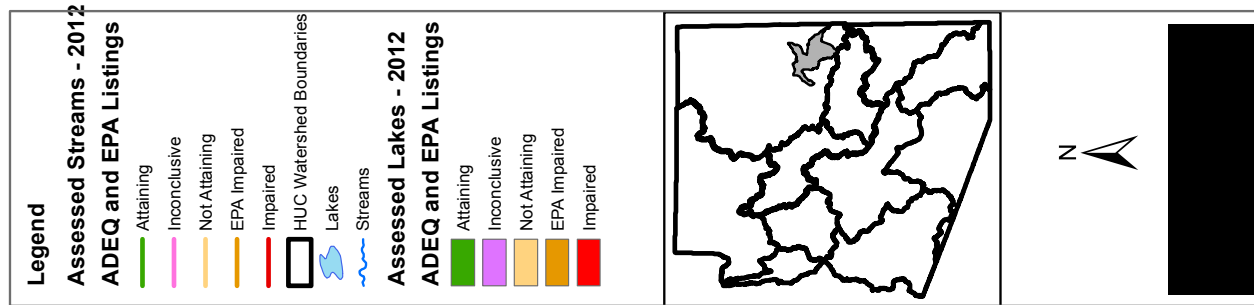 Legend
Assessed Streams - 2012
ADEQ and EPA Listings
Attaining
Inconclusive
Not Attaining
EPA Impaired
Impaired
HUC Watershed Boundaries
Lakes
Streams
Assessed Lakes - 2012
ADEQ and EPA Listings
Attaining
Inconclusive
Not Attaining
EPA Impaired
Impaired
N